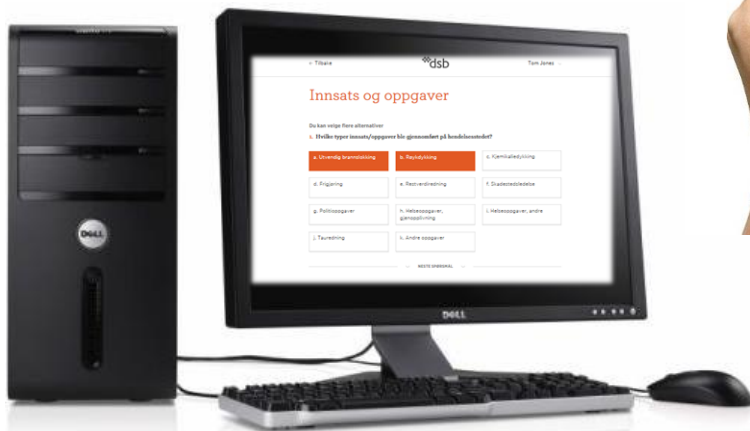 < Tilbake
dsb
Tom Jones
Innsats og oppgaver
Du kan velge flere alternativer
1. Hvilke typer innsats/oppgaver ble gjennomført på hendelsesstedet?
a. Utvendig brannslokking
b. Røykdykking
c. Kjemikaliedykking
d. Frigjøring
e. Restverdiredning
f. Skadestedsledelse
g. Politioppgaver
h. Helseoppgaver,
gjenoppliving
i. Helseoppgaver, andre
j. Tauredning
k. Andre oppgaver
NESTE SPØRSMÅL
DELL
DELL